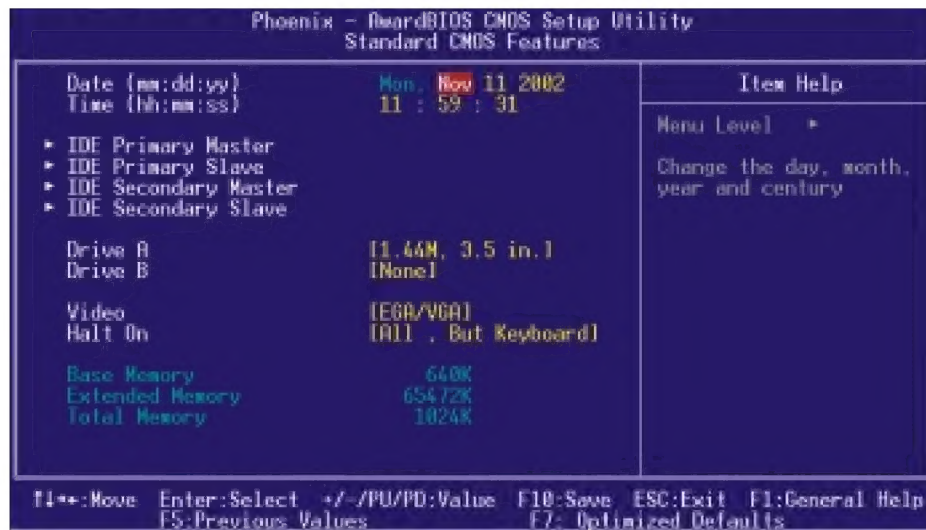 Phoenix - AwardBIOS CMOS Setup Utility
Standard CMOS Features
Date (mm:dd:yy) Mon, Nov 11 2002
Time (hh:mm:ss) 11 : 59 : 31
► IDE Primary Master
► IDE Primary Slave
► IDE Secondary Master
► IDE Secondary Slave
Drive A [1.44M, 3.5 in.]
Drive B [None]
Video [EGA/VGA]
Halt On [All , But Keyboard]
Base Memory 640K
Extended Memory 65472K
Total Memory 1024K
Item Help
Menu Level ►
Change the day, month,
year and century
↑↓→←:Move Enter:Select +/-/PU/PD:Value F10:Save ESC:Exit F1:General Help
F5:Previous Values F7: Optimized Defaults